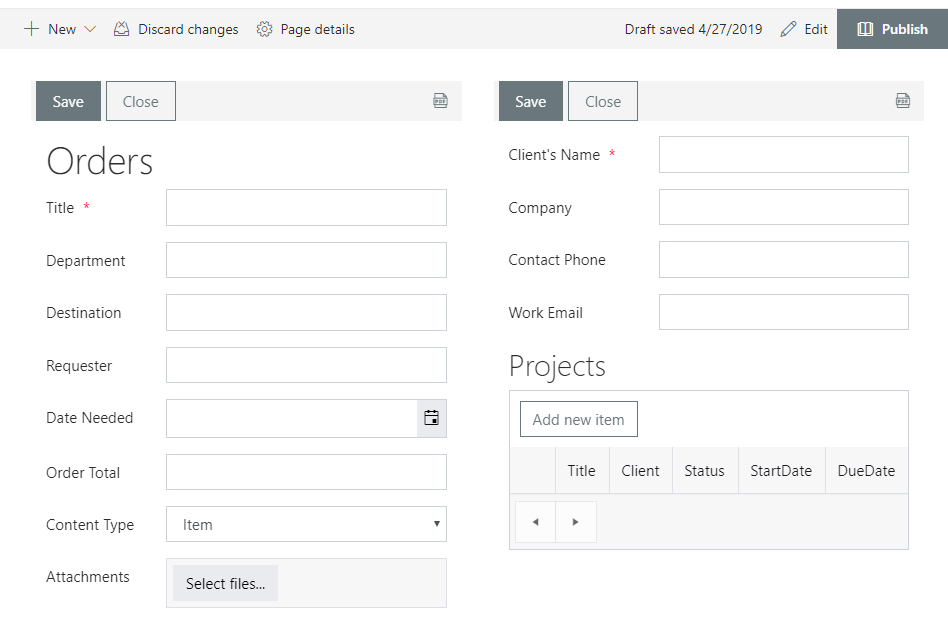 New Discard changes Page details Draft saved 4/27/2019 Edit Publish
Save Close PDF
Orders
Title *
Department
Destination
Requester
Date Needed
Order Total
Content Type Item
Attachments Select files...
Save Close PDF
Client's Name *
Company
Contact Phone
Work Email
Projects
Add new item
Title Client Status StartDate DueDate